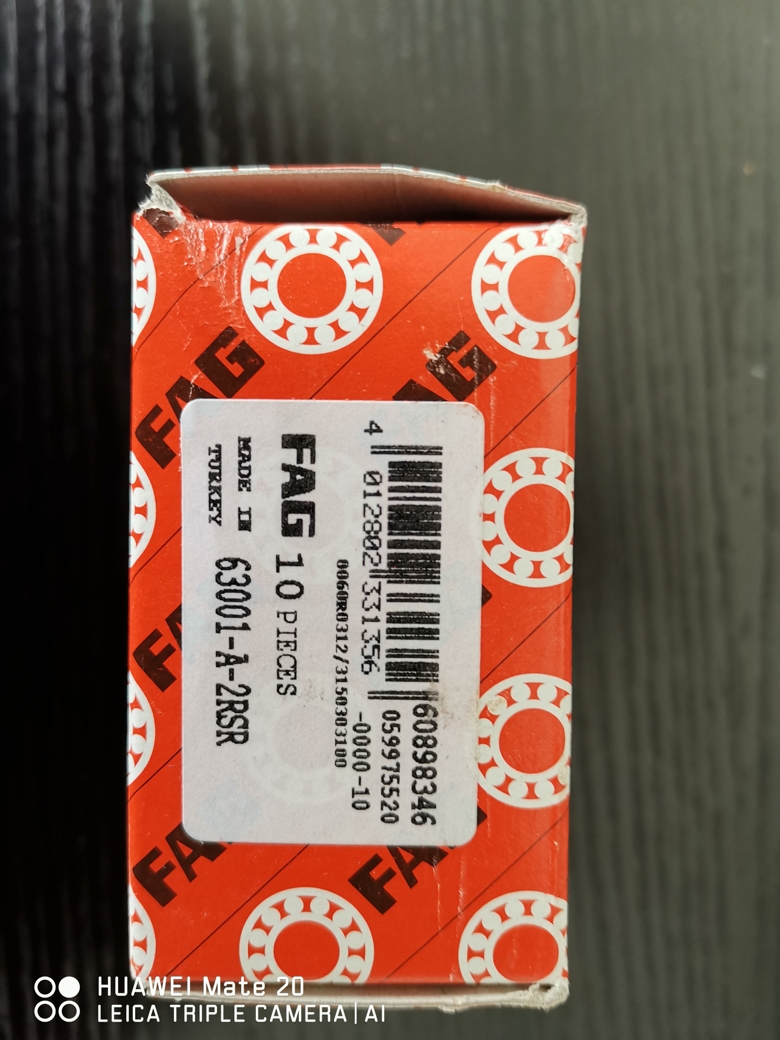 FAG
FAG
FAG
FAG
FAG
4 012802 331356
60898346
059975520
-0000-10
0060R0312/3150303100
FAG 10 PIECES
MADE IN
TURKEY
63001-A-2RSR
HUAWEI Mate 20
LEICA TRIPLE CAMERA | AI